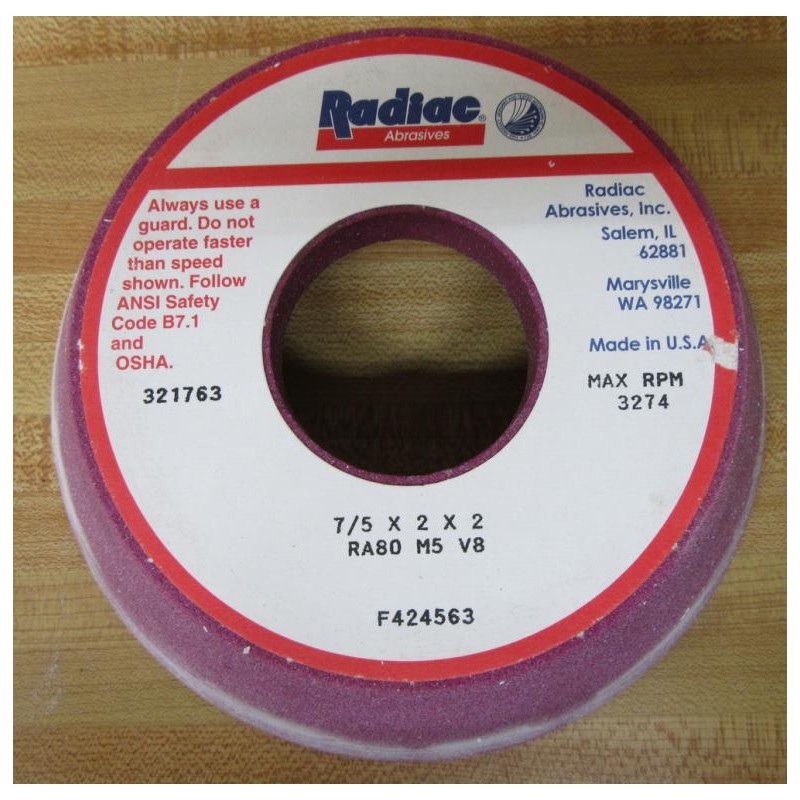 Radiac®
Abrasives
Always use a
guard. Do not
operate faster
than speed
shown. Follow
ANSI Safety
Code B7.1
and
OSHA.
321763
Radiac
Abrasives, Inc.
Salem, IL
62881
Marysville
WA 98271
Made in U.S.A
MAX RPM
3274
7/5 X 2 X 2
RA80 M5 V8
F424563